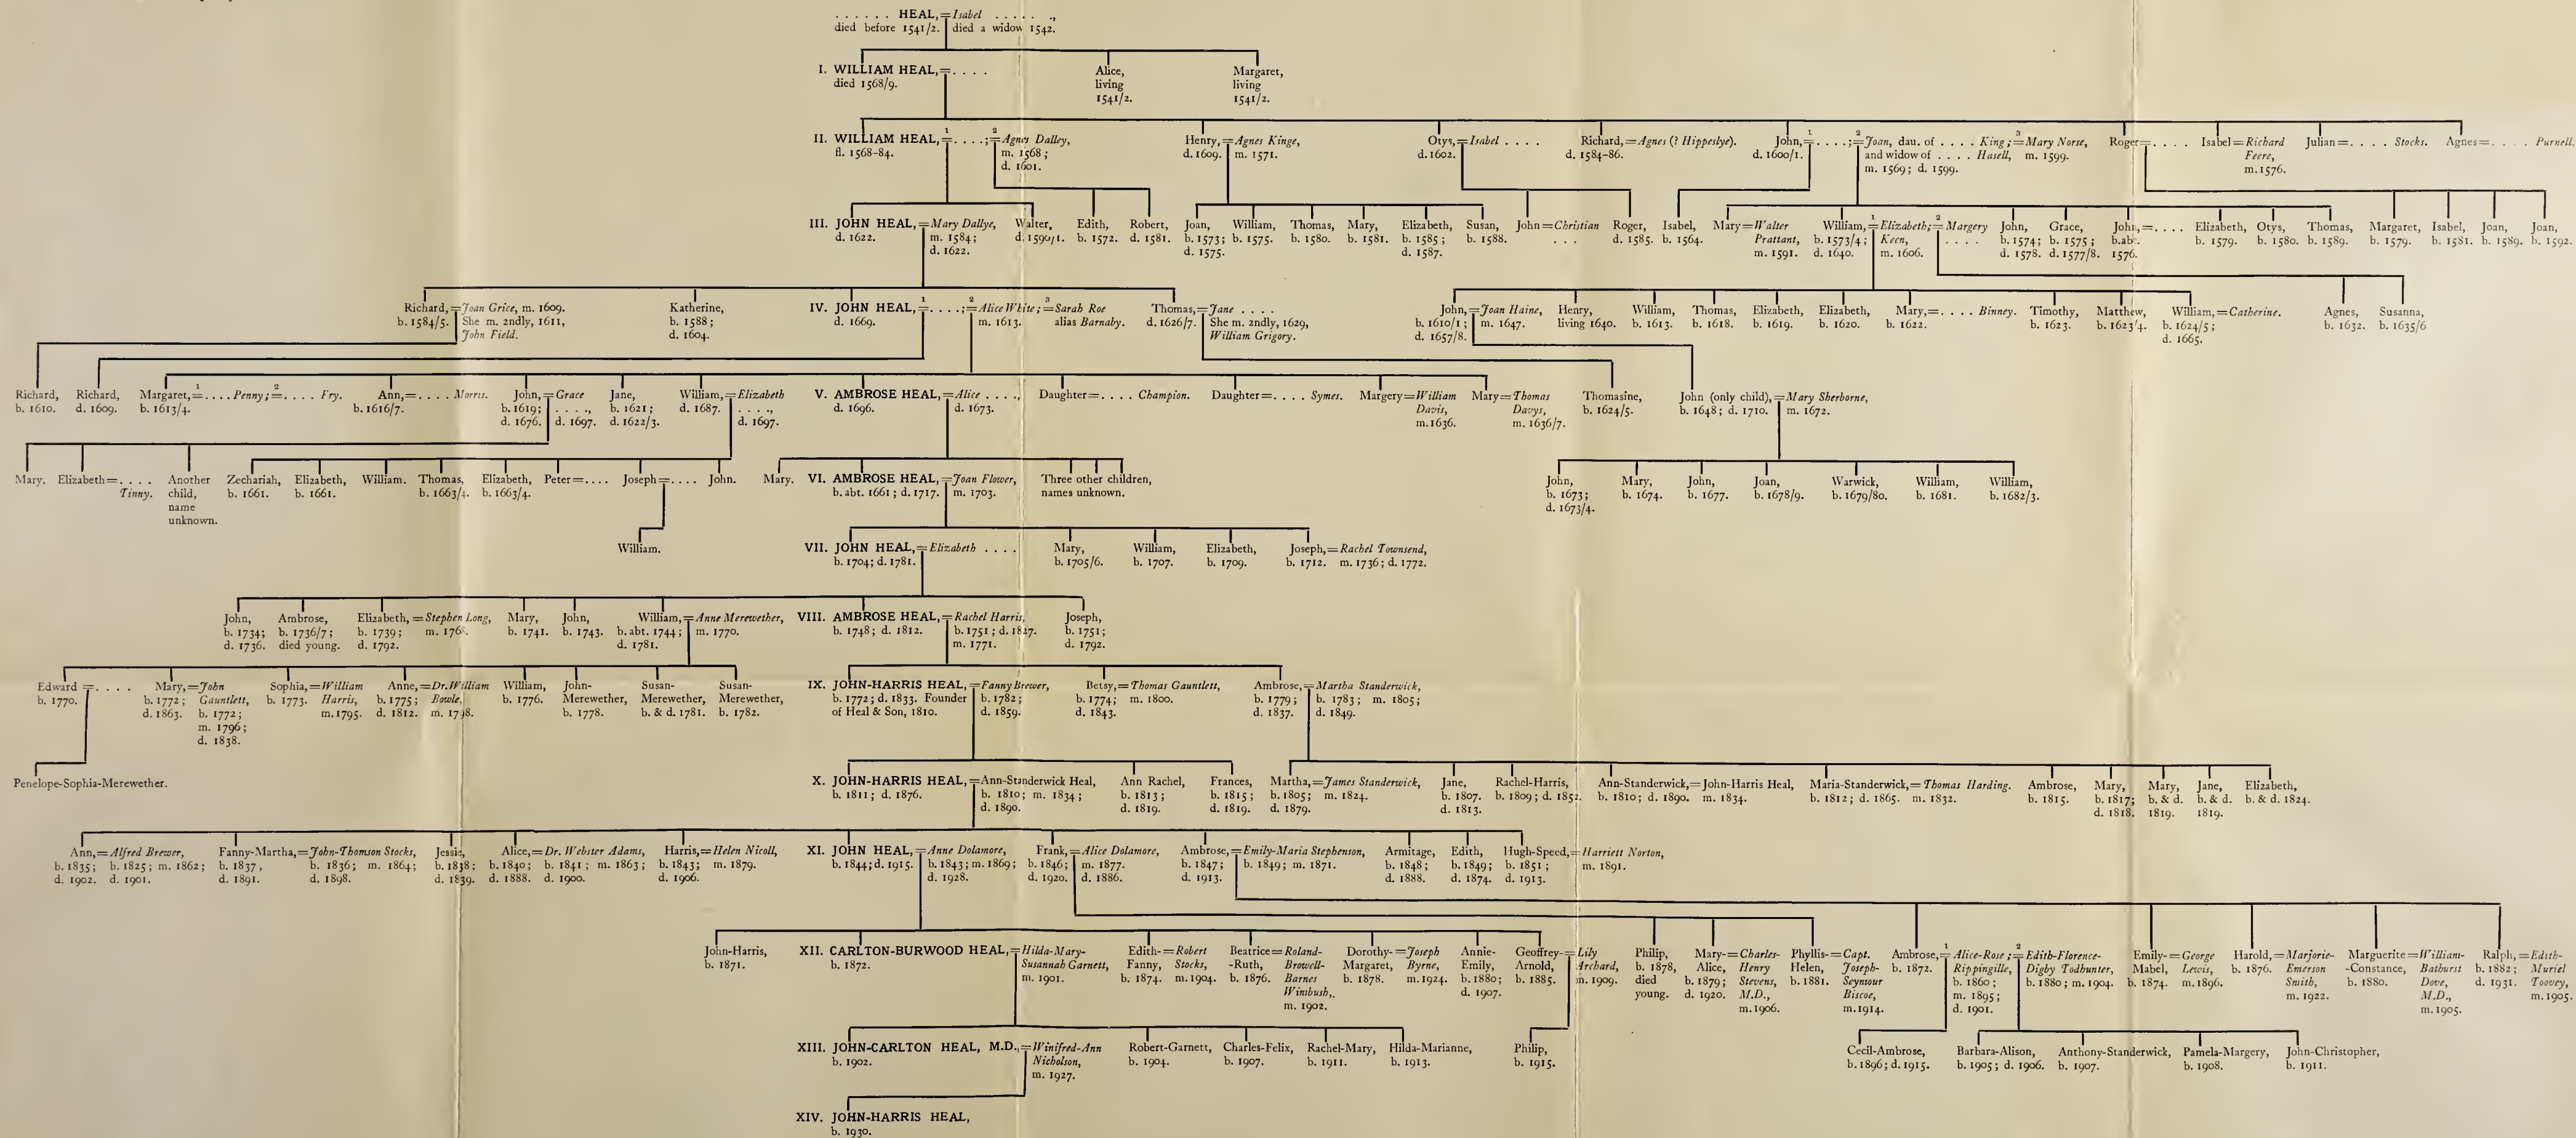 . . . . . . HEAL,=Isabel . . . . . .,
died before 1541/2. died a widow 1542.
I. WILLIAM HEAL,=. . . . Alice, Margaret,
died 1568/9. living living
1541/2. 1541/2.
1 2 1 2 3
II. WILLIAM HEAL,=. . . .;=Agnes Dalley, Henry,=Agnes Kinge, Otys,=Isabel . . . . Richard,=Agnes (? Hippeslye). John,=. . . .;=Joan, dau. of . . . . King;=Mary Norse, Roger=. . . . Isabel=Richard Julian=. . . . Stocks. Agnes=. . . . Purnell.
fl. 1568-84. m. 1568; d. 1609. m. 1571. d. 1602. d. 1584-86. d. 1600/1. and widow of . . . . Hasell, m. 1599. Feere,
d. 1601. m. 1569; d. 1599. m. 1576.
1 2
III. JOHN HEAL,=Mary Dallye, Walter, Edith, Robert, Joan, William, Thomas, Mary, Elizabeth, Susan, John=Christian Roger, Isabel, Mary=Walter William,=Elizabeth;=Margery John, Grace, John,=. . . . Elizabeth, Otys, Thomas, Margaret, Isabel, Joan, Joan,
d. 1622. m. 1584; d. 1590/1. b. 1572. d. 1581. b. 1573; b. 1575. b. 1580. b. 1581. b. 1585; b. 1588. . . . d. 1585. b. 1564. Prattant, b. 1573/4; Keen, . . . . b. 1574; b. 1575; b. abt. b. 1579. b. 1580. b. 1589. b. 1579. b. 1581. b. 1589. b. 1592.
d. 1622. d. 1575. d. 1587. m. 1591. d. 1640. m. 1606. d. 1578. d. 1577/8. 1576.
1 2 3
Richard,=Joan Grice, m. 1609. Katherine, IV. JOHN HEAL,=. . . .;=Alice White;=Sarah Roe Thomas,=Jane . . . . John,=Joan Haine, Henry, William, Thomas, Elizabeth, Elizabeth, Mary,=. . . . Binney. Timothy, Matthew, William,=Catherine. Agnes, Susanna,
b. 1584/5. She m. 2ndly, 1611, b. 1588; d. 1669. m. 1613. alias Barnaby. d. 1626/7. She m. 2ndly, 1629, b. 1610/1; m. 1647. living 1640. b. 1613. b. 1618. b. 1619. b. 1620. b. 1622. b. 1623. b. 1623/4. b. 1624/5; b. 1632. b. 1635/6
John Field. d. 1604. William Grigory. d. 1657/8. d. 1665.
1 2
Richard, Richard, Margaret,=. . . . Penny;=. . . . Fry. Ann,=. . . . Morris. John,=Grace Jane, William,=Elizabeth V. AMBROSE HEAL,=Alice . . . ., Daughter=. . . . Champion. Daughter=. . . . Symes. Margery=William Mary=Thomas Thomasine, John (only child),=Mary Sherborne,
b. 1610. d. 1609. b. 1613/4. b. 1616/7. b. 1619; . . . ., b. 1621; d. 1687. . . . ., d. 1696. d. 1673. Davis, Davys, b. 1624/5. b. 1648; d. 1710. m. 1672.
d. 1676. d. 1697. d. 1622/3. d. 1697. m. 1636. m. 1636/7.
Mary. Elizabeth=. . . . Another Zechariah, Elizabeth, William. Thomas, Elizabeth, Peter=. . . . Joseph=. . . . John. Mary. VI. AMBROSE HEAL,=Joan Flower, Three other children, John, Mary, John, Joan, Warwick, William, William,
Tinny. child, b. 1661. b. 1661. b. 1663/4. b. 1663/4. b. abt. 1661; d. 1717. m. 1703. names unknown. b. 1673; b. 1674. b. 1677. b. 1678/9. b. 1679/80. b. 1681. b. 1682/3.
name d. 1673/4.
unknown.
William. VII. JOHN HEAL,=Elizabeth . . . . Mary, William, Elizabeth, Joseph,=Rachel Townsend,
b. 1704; d. 1781. b. 1705/6. b. 1707. b. 1709. b. 1712. m. 1736; d. 1772.
John, Ambrose, Elizabeth,=Stephen Long, Mary, John, William,=Anne Merewether, VIII. AMBROSE HEAL,=Rachel Harris, Joseph,
b. 1734; b. 1736/7; b. 1739; m. b. 1741. b. 1743. b. abt. 1744; m. 1770. b. 1748; d. 1812. b. 1751; d. 1827. b. 1751;
d. 1736. died young. d. 1792. d. 1781. m. 1771. d. 1792.
Edward=. . . . Mary,=John Sophia,=William Anne,=Dr. William William, John- Susan- Susan- IX. JOHN-HARRIS HEAL,=Fanny Brewer, Betsy,=Thomas Gauntlett, Ambrose,=Martha Standerwick,
b. 1770. b. 1772; Gauntlett, b. 1773. Harris, b. 1775; Bowle, b. 1776. Merewether, Merewether, Merewether, b. 1772; d. 1833. Founder b. 1782; b. 1774; m. 1800. b. 1779; b. 1783; m. 1805;
d. 1863. b. 1772; m. 1795. d. 1812. m. 1798. b. 1778. b. & d. 1781. b. 1782. of Heal & Son, 1810. d. 1859. d. 1843. d. 1837. d. 1849.
m. 1796;
d. 1838.
Penelope-Sophia-Merewether. X. JOHN-HARRIS HEAL,=Ann-Standerwick Heal, Ann Rachel, Frances, Martha,=James Standerwick, Jane, Rachel-Harris, Ann-Standerwick,=John-Harris Heal, Maria-Standerwick,=Thomas Harding. Ambrose, Mary, Mary, Jane, Elizabeth,
b. 1811; d. 1876. b. 1810; m. 1834; b. 1813; b. 1815; b. 1805; m. 1824. b. 1807. b. 1809; d. 1852. b. 1810; d. 1890. m. 1834. b. 1812; d. 1865. m. 1832. b. 1815. b. 1817; b. & d. b. & d. b. & d. 1824.
d. 1890. d. 1819. d. 1819. d. 1879. d. 1813. d. 1818. 1819. 1819.
Ann,=Alfred Brewer, Fanny-Martha,=John-Thomson Stocks, Jessie, Alice,=Dr. Webster Adams, Harris,=Helen Nicoll, XI. JOHN HEAL,=Anne Dolamore, Frank,=Alice Dolamore, Ambrose,=Emily-Maria Stephenson, Armitage, Edith, Hugh-Speed,=Harriett Norton,
b. 1835; b. 1825; m. 1862; b. 1837, b. 1836; m. 1864; b. 1838; b. 1840; b. 1841; m. 1863; b. 1843; m. 1879. b. 1844; d. 1915. b. 1843; m. 1869; b. 1846; m. 1877. b. 1847; b. 1849; m. 1871. b. 1848; b. 1849; b. 1851; m. 1891.
d. 1902. d. 1901. d. 1891. d. 1898. d. 1839. d. 1888. d. 1900. d. 1906. d. 1928. d. 1920. d. 1886. d. 1913. d. 1888. d. 1874. d. 1913.
1 2
John-Harris, XII. CARLTON-BURWOOD HEAL,=Hilda-Mary- Edith-=Robert Beatrice=Roland- Dorothy-=Joseph Annie- Geoffrey-=Lily Philip, Mary-=Charles- Phyllis-=Capt. Ambrose,=Alice-Rose;=Edith-Florence- Emily-=George Harold,=Marjorie- Marguerite=William- Ralph,=Edith-
b. 1871. b. 1872. Susannah Garnett, Fanny, Stocks, -Ruth, Browell- Margaret, Byrne, Emily, Arnold, Archard, b. 1878, Alice, Henry Helen, Joseph- b. 1872. Rippingille, Digby Todhunter, Mabel, Lewis, b. 1876. Emerson -Constance, Bathurst b. 1882; Muriel
m. 1901. b. 1874. m. 1904. b. 1876. Barnes b. 1878. m. 1924. b. 1880; b. 1885. m. 1909. died b. 1879; Stevens, b. 1881. Seymour b. 1860; b. 1880; m. 1904. b. 1874. m. 1896. Smith, b. 1880. Dove, d. 1931. Toovey,
Wimbush, d. 1907. young. d. 1920. M.D., Biscoe, m. 1895; m. 1922. M.D., m. 1905.
m. 1902. m. 1906. m. 1914. d. 1901. m. 1905.
XIII. JOHN-CARLTON HEAL, M.D.,=Winifred-Ann Robert-Garnett, Charles-Felix, Rachel-Mary, Hilda-Marianne, Philip, Cecil-Ambrose, Barbara-Alison, Anthony-Standerwick, Pamela-Margery, John-Christopher,
b. 1902. Nicholson, b. 1904. b. 1907. b. 1911. b. 1913. b. 1915. b. 1896; d. 1915. b. 1905; d. 1906. b. 1907. b. 1908. b. 1911.
m. 1927.
XIV. JOHN-HARRIS HEAL,
b. 1930.